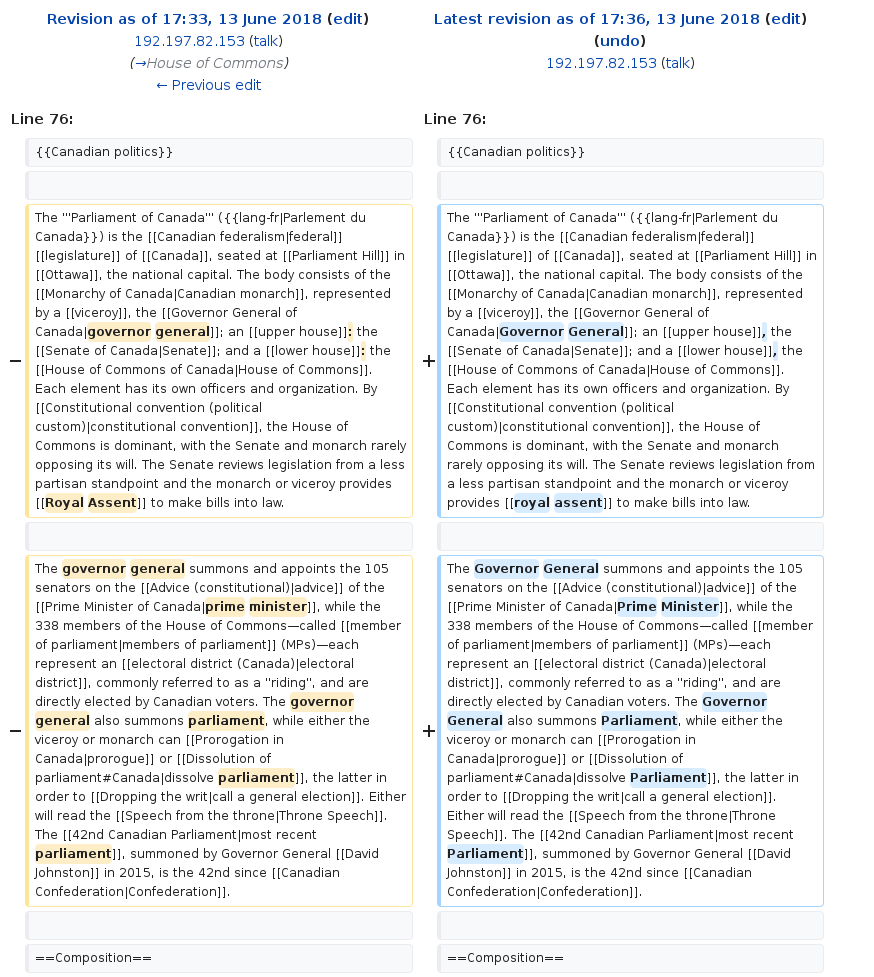 Revision as of 17:33, 13 June 2018 (edit)
192.197.82.153 (talk)
(→House of Commons)
← Previous edit
Latest revision as of 17:36, 13 June 2018 (edit)
(undo)
192.197.82.153 (talk)
Line 76:
Line 76:
{{Canadian politics}}
{{Canadian politics}}
−
The '''Parliament of Canada''' ({{lang-fr|Parlement du
Canada}}) is the [[Canadian federalism|federal]]
[[legislature]] of [[Canada]], seated at [[Parliament Hill]] in
[[Ottawa]], the national capital. The body consists of the
[[Monarchy of Canada|Canadian monarch]], represented
by a [[viceroy]], the [[Governor General of
Canada|governor general]]; an [[upper house]]: the
[[Senate of Canada|Senate]]; and a [[lower house]]: the
[[House of Commons of Canada|House of Commons]].
Each element has its own officers and organization. By
[[Constitutional convention (political
custom)|constitutional convention]], the House of
Commons is dominant, with the Senate and monarch rarely
opposing its will. The Senate reviews legislation from a less
partisan standpoint and the monarch or viceroy provides
[[Royal Assent]] to make bills into law.
+
The '''Parliament of Canada''' ({{lang-fr|Parlement du
Canada}}) is the [[Canadian federalism|federal]]
[[legislature]] of [[Canada]], seated at [[Parliament Hill]] in
[[Ottawa]], the national capital. The body consists of the
[[Monarchy of Canada|Canadian monarch]], represented
by a [[viceroy]], the [[Governor General of
Canada|Governor General]]; an [[upper house]], the
[[Senate of Canada|Senate]]; and a [[lower house]], the
[[House of Commons of Canada|House of Commons]].
Each element has its own officers and organization. By
[[Constitutional convention (political
custom)|constitutional convention]], the House of
Commons is dominant, with the Senate and monarch
rarely opposing its will. The Senate reviews legislation from
a less partisan standpoint and the monarch or viceroy
provides [[royal assent]] to make bills into law.
−
The governor general summons and appoints the 105
senators on the [[Advice (constitutional)|advice]] of the
[[Prime Minister of Canada|prime minister]], while the
338 members of the House of Commons—called [[member
of parliament|members of parliament]] (MPs)—each
represent an [[electoral district (Canada)|electoral
district]], commonly referred to as a "riding", and are
directly elected by Canadian voters. The governor
general also summons parliament, while either the
viceroy or monarch can [[Prorogation in
Canada|prorogue]] or [[Dissolution of
parliament#Canada|dissolve parliament]], the latter in
order to [[Dropping the writ|call a general election]]. Either
will read the [[Speech from the throne|Throne Speech]].
The [[42nd Canadian Parliament|most recent
parliament]], summoned by Governor General [[David
Johnston]] in 2015, is the 42nd since [[Canadian
Confederation|Confederation]].
+
The Governor General summons and appoints the 105
senators on the [[Advice (constitutional)|advice]] of the
[[Prime Minister of Canada|Prime Minister]], while the
338 members of the House of Commons—called [[member
of parliament|members of parliament]] (MPs)—each
represent an [[electoral district (Canada)|electoral
district]], commonly referred to as a "riding", and are
directly elected by Canadian voters. The Governor
General also summons Parliament, while either the
viceroy or monarch can [[Prorogation in
Canada|prorogue]] or [[Dissolution of
parliament#Canada|dissolve Parliament]], the latter in
order to [[Dropping the writ|call a general election]].
Either will read the [[Speech from the throne|Throne
Speech]]. The [[42nd Canadian Parliament|most recent
Parliament]], summoned by Governor General [[David
Johnston]] in 2015, is the 42nd since [[Canadian
Confederation|Confederation]].
==Composition==
==Composition==